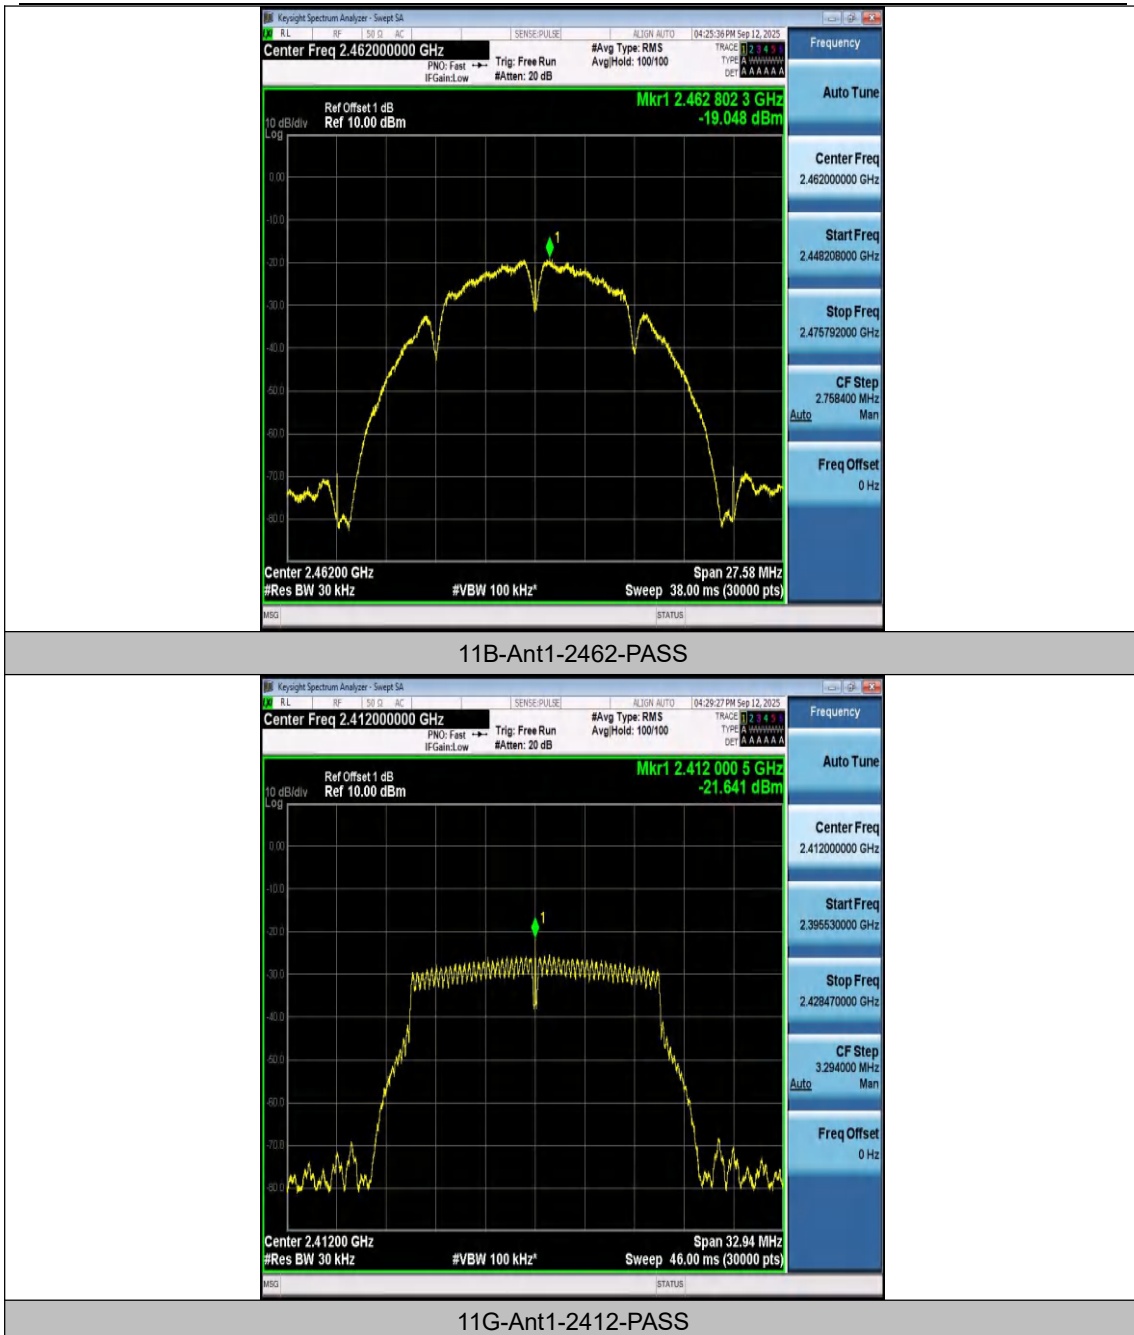 Keysight Spectrum Analyzer - Swept SA
RL RF 50 Ω AC SENSE:PULSE ALIGN AUTO 04:25:36 PM Sep 12, 2025
Center Freq 2.462000000 GHz
PNO: Fast
IFGain:Low
Trig: Free Run
#Atten: 20 dB
#Avg Type: RMS
Avg|Hold: 100/100
TRACE 1 2 3 4 5 6
TYPE A WWWWW
DET A A A A A A
Frequency
Auto Tune
Mkr1 2.462 802 3 GHz
-19.048 dBm
Ref Offset 1 dB
10 dB/div Ref 10.00 dBm
Log
0.00
-10.0
-20.0
-30.0
-40.0
-50.0
-60.0
-70.0
-80.0
1
Center Freq
2.462000000 GHz
Start Freq
2.448208000 GHz
Stop Freq
2.475792000 GHz
CF Step
2.758400 MHz
Auto Man
Freq Offset
0 Hz
Center 2.46200 GHz Span 27.58 MHz
#Res BW 30 kHz #VBW 100 kHz* Sweep 38.00 ms (30000 pts)
MSG STATUS
11B-Ant1-2462-PASS
Keysight Spectrum Analyzer - Swept SA
RL RF 50 Ω AC SENSE:PULSE ALIGN AUTO 04:29:27 PM Sep 12, 2025
Center Freq 2.412000000 GHz
PNO: Fast
IFGain:Low
Trig: Free Run
#Atten: 20 dB
#Avg Type: RMS
Avg|Hold: 100/100
TRACE 1 2 3 4 5 6
TYPE A WWWWW
DET A A A A A A
Frequency
Auto Tune
Mkr1 2.412 000 5 GHz
-21.641 dBm
Ref Offset 1 dB
10 dB/div Ref 10.00 dBm
Log
0.00
-10.0
-20.0
-30.0
-40.0
-50.0
-60.0
-70.0
-80.0
1
Center Freq
2.412000000 GHz
Start Freq
2.395530000 GHz
Stop Freq
2.428470000 GHz
CF Step
3.294000 MHz
Auto Man
Freq Offset
0 Hz
Center 2.41200 GHz Span 32.94 MHz
#Res BW 30 kHz #VBW 100 kHz* Sweep 46.00 ms (30000 pts)
MSG STATUS
11G-Ant1-2412-PASS